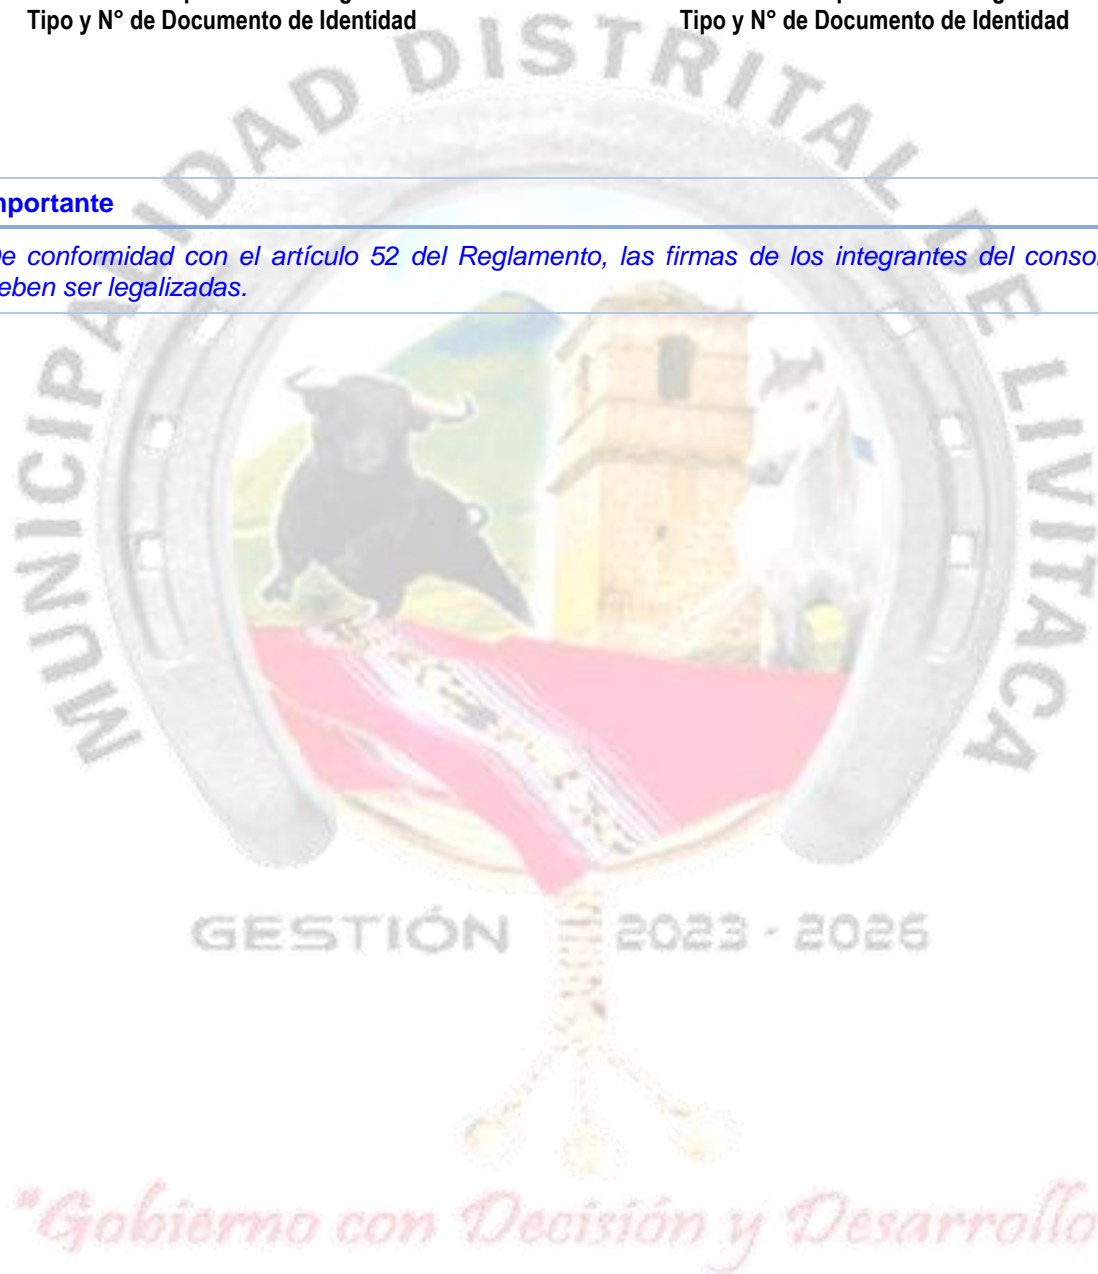 Tipo y N° de Documento de Identidad Tipo y N° de Documento de Identidad
MUNICIPALIDAD DISTRITAL DE LIVITACA
mportante
e conformidad con el artículo 52 del Reglamento, las firmas de los integrantes del conso
eben ser legalizadas.
GESTIÓN 2023 - 2026
"Gobierno con Decisión y Desarrollo